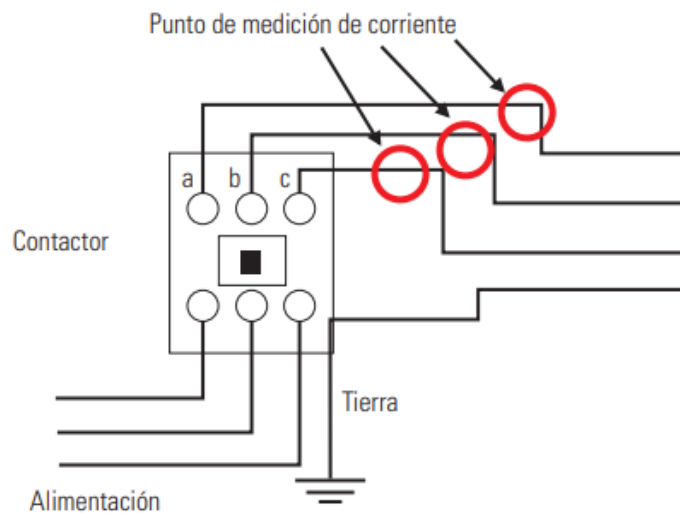 Punto de medición de corriente
a b c
Contactor
Tierra
Alimentación